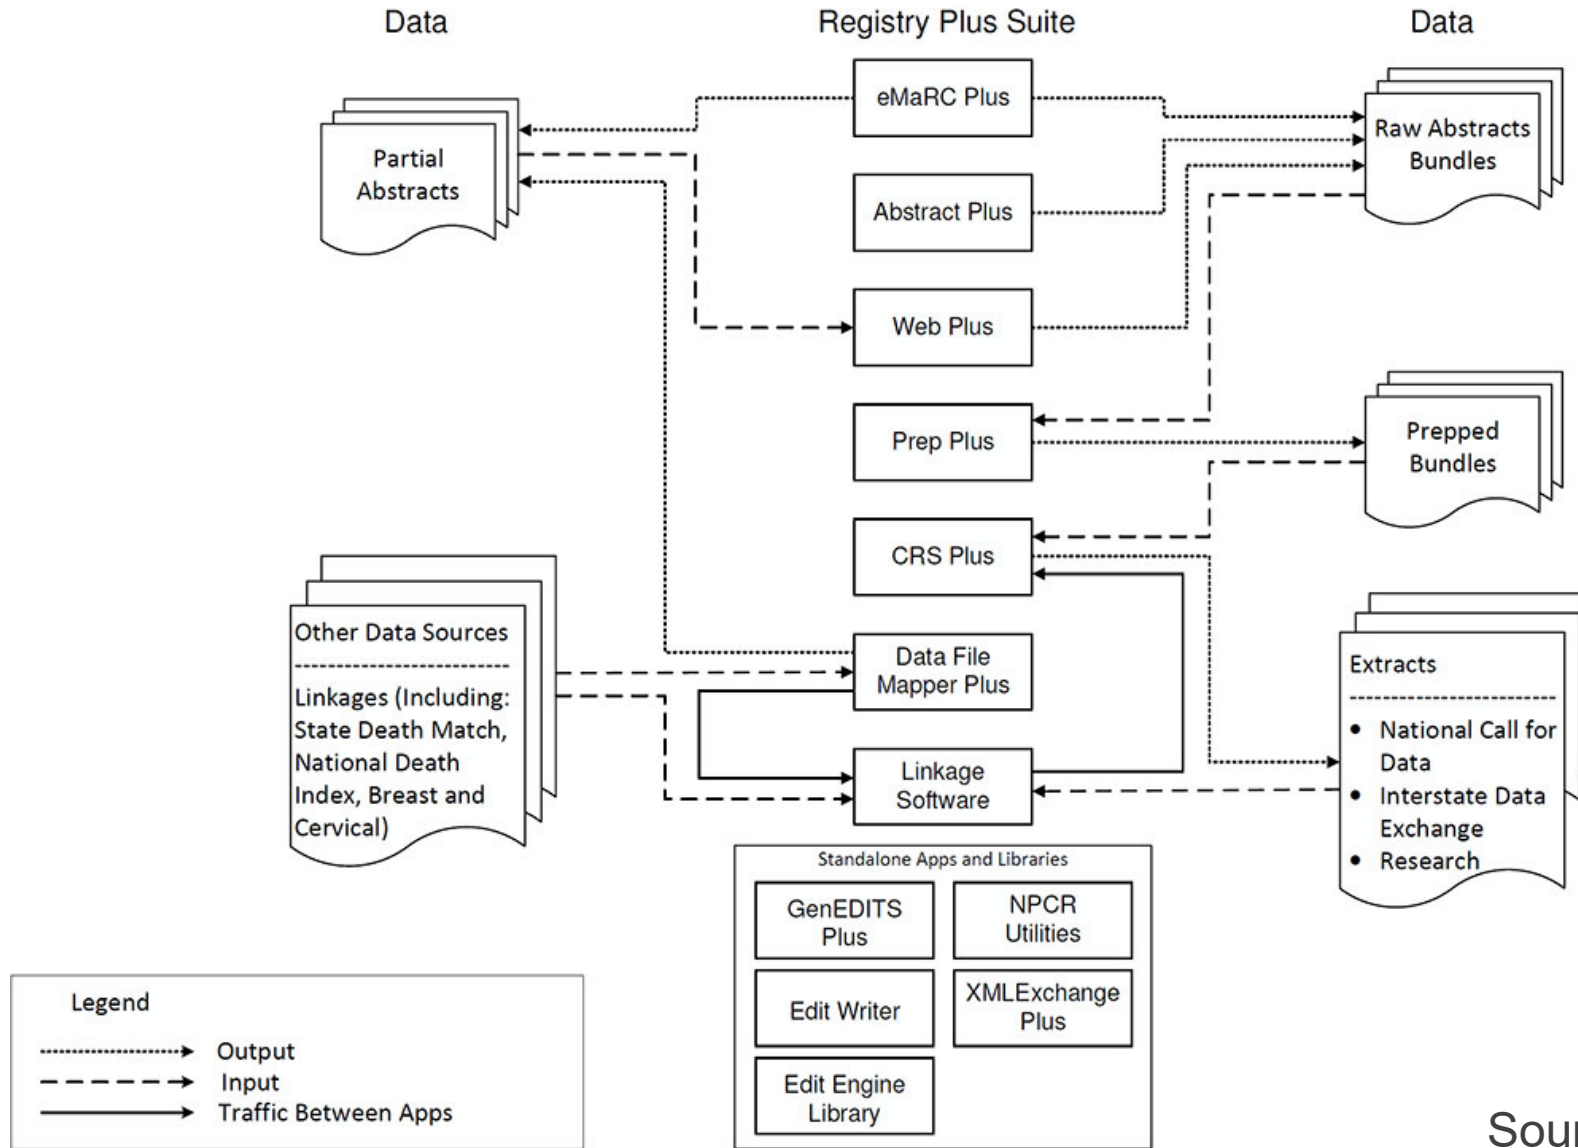 Data
Registry Plus Suite
Data
Partial
Abstracts
eMaRC Plus
Raw Abstracts
Bundles
Abstract Plus
Web Plus
Prep Plus
Prepped
Bundles
CRS Plus
Other Data Sources
Linkages (Including:
State Death Match,
National Death
Index, Breast and
Cervical)
Data File
Mapper Plus
Linkage
Software
Extracts
• National Call for
Data
• Interstate Data
Exchange
• Research
Standalone Apps and Libraries
GenEDITS
Plus
NPCR
Utilities
Edit Writer
XMLExchange
Plus
Edit Engine
Library
Legend
Output
Input
Traffic Between Apps